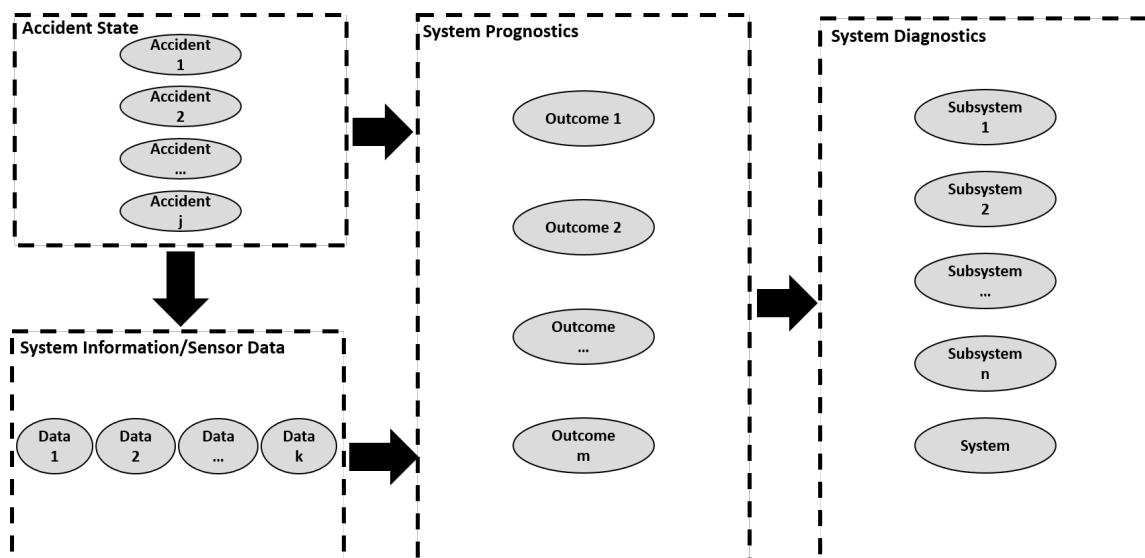 Accident State
Accident
1
Accident
2
Accident
...
Accident
j
System Information/Sensor Data
Data
1
Data
2
Data
...
Data
k
System Prognostics
Outcome 1
Outcome 2
Outcome
...
Outcome
m
System Diagnostics
Subsystem
1
Subsystem
2
Subsystem
...
Subsystem
n
System